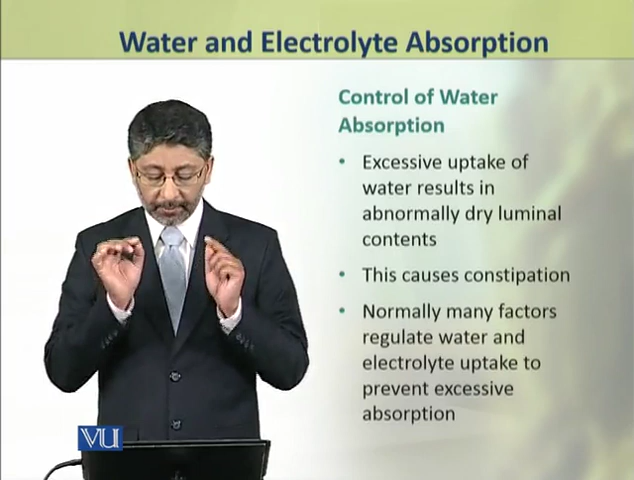 Water and Electrolyte Absorption
Control of Water
Absorption
• Excessive uptake of
water results in
abnormally dry luminal
contents
• This causes constipation
• Normally many factors
regulate water and
electrolyte uptake to
prevent excessive
absorption
VU